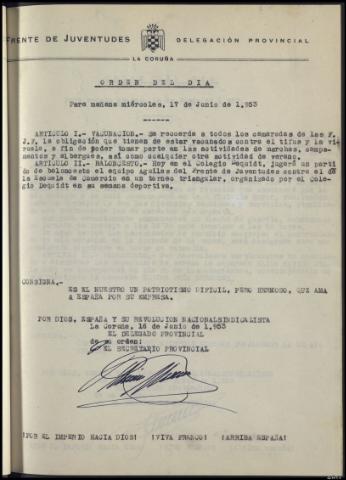 FRENTE DE JUVENTUDES DELEGACIÓN PROVINCIAL
LA CORUÑA
ORDEN DEL DIA
Para mañana miércoles, 17 de Junio de 1,953
ARTICULO I.- VACUNACION.- Se recuerda a todos los camaradas de las F.
J.F. la obligación que tienen de estar vacunados contra el tifus y la vi-
ruela, a fin de poder tomar parte en las actividades de marchas, campa-
mentos y albergues, así como cualquier otra actividad de verano.
ARTICULO II.- BALONCESTO.- Hoy en el Colegio Dequidt, jugará un parti-
do de baloncesto el equipo Aguilas del Frente de Juventudes contra el de
la Escuela de Comercio en un torneo triangular, organizado por el Cole-
gio Dequidt en su semana deportiva.
CONSIGNA.-
ES EL NUESTRO UN PATRIOTISMO DIFICIL, PERO HERMOSO, QUE AMA
A ESPAÑA POR SU EMPRESA.
POR DIOS, ESPAÑA Y SU REVOLUCION NACIONALSINDICALISTA
La Coruña, 16 de Junio de 1,953
EL DELEGADO PROVINCIAL
de su orden:
EL SECRETARIO PROVINCIAL
¡POR EL IMPERIO HACIA DIOS! ¡VIVA FRANCO! ¡ARRIBA ESPAÑA!